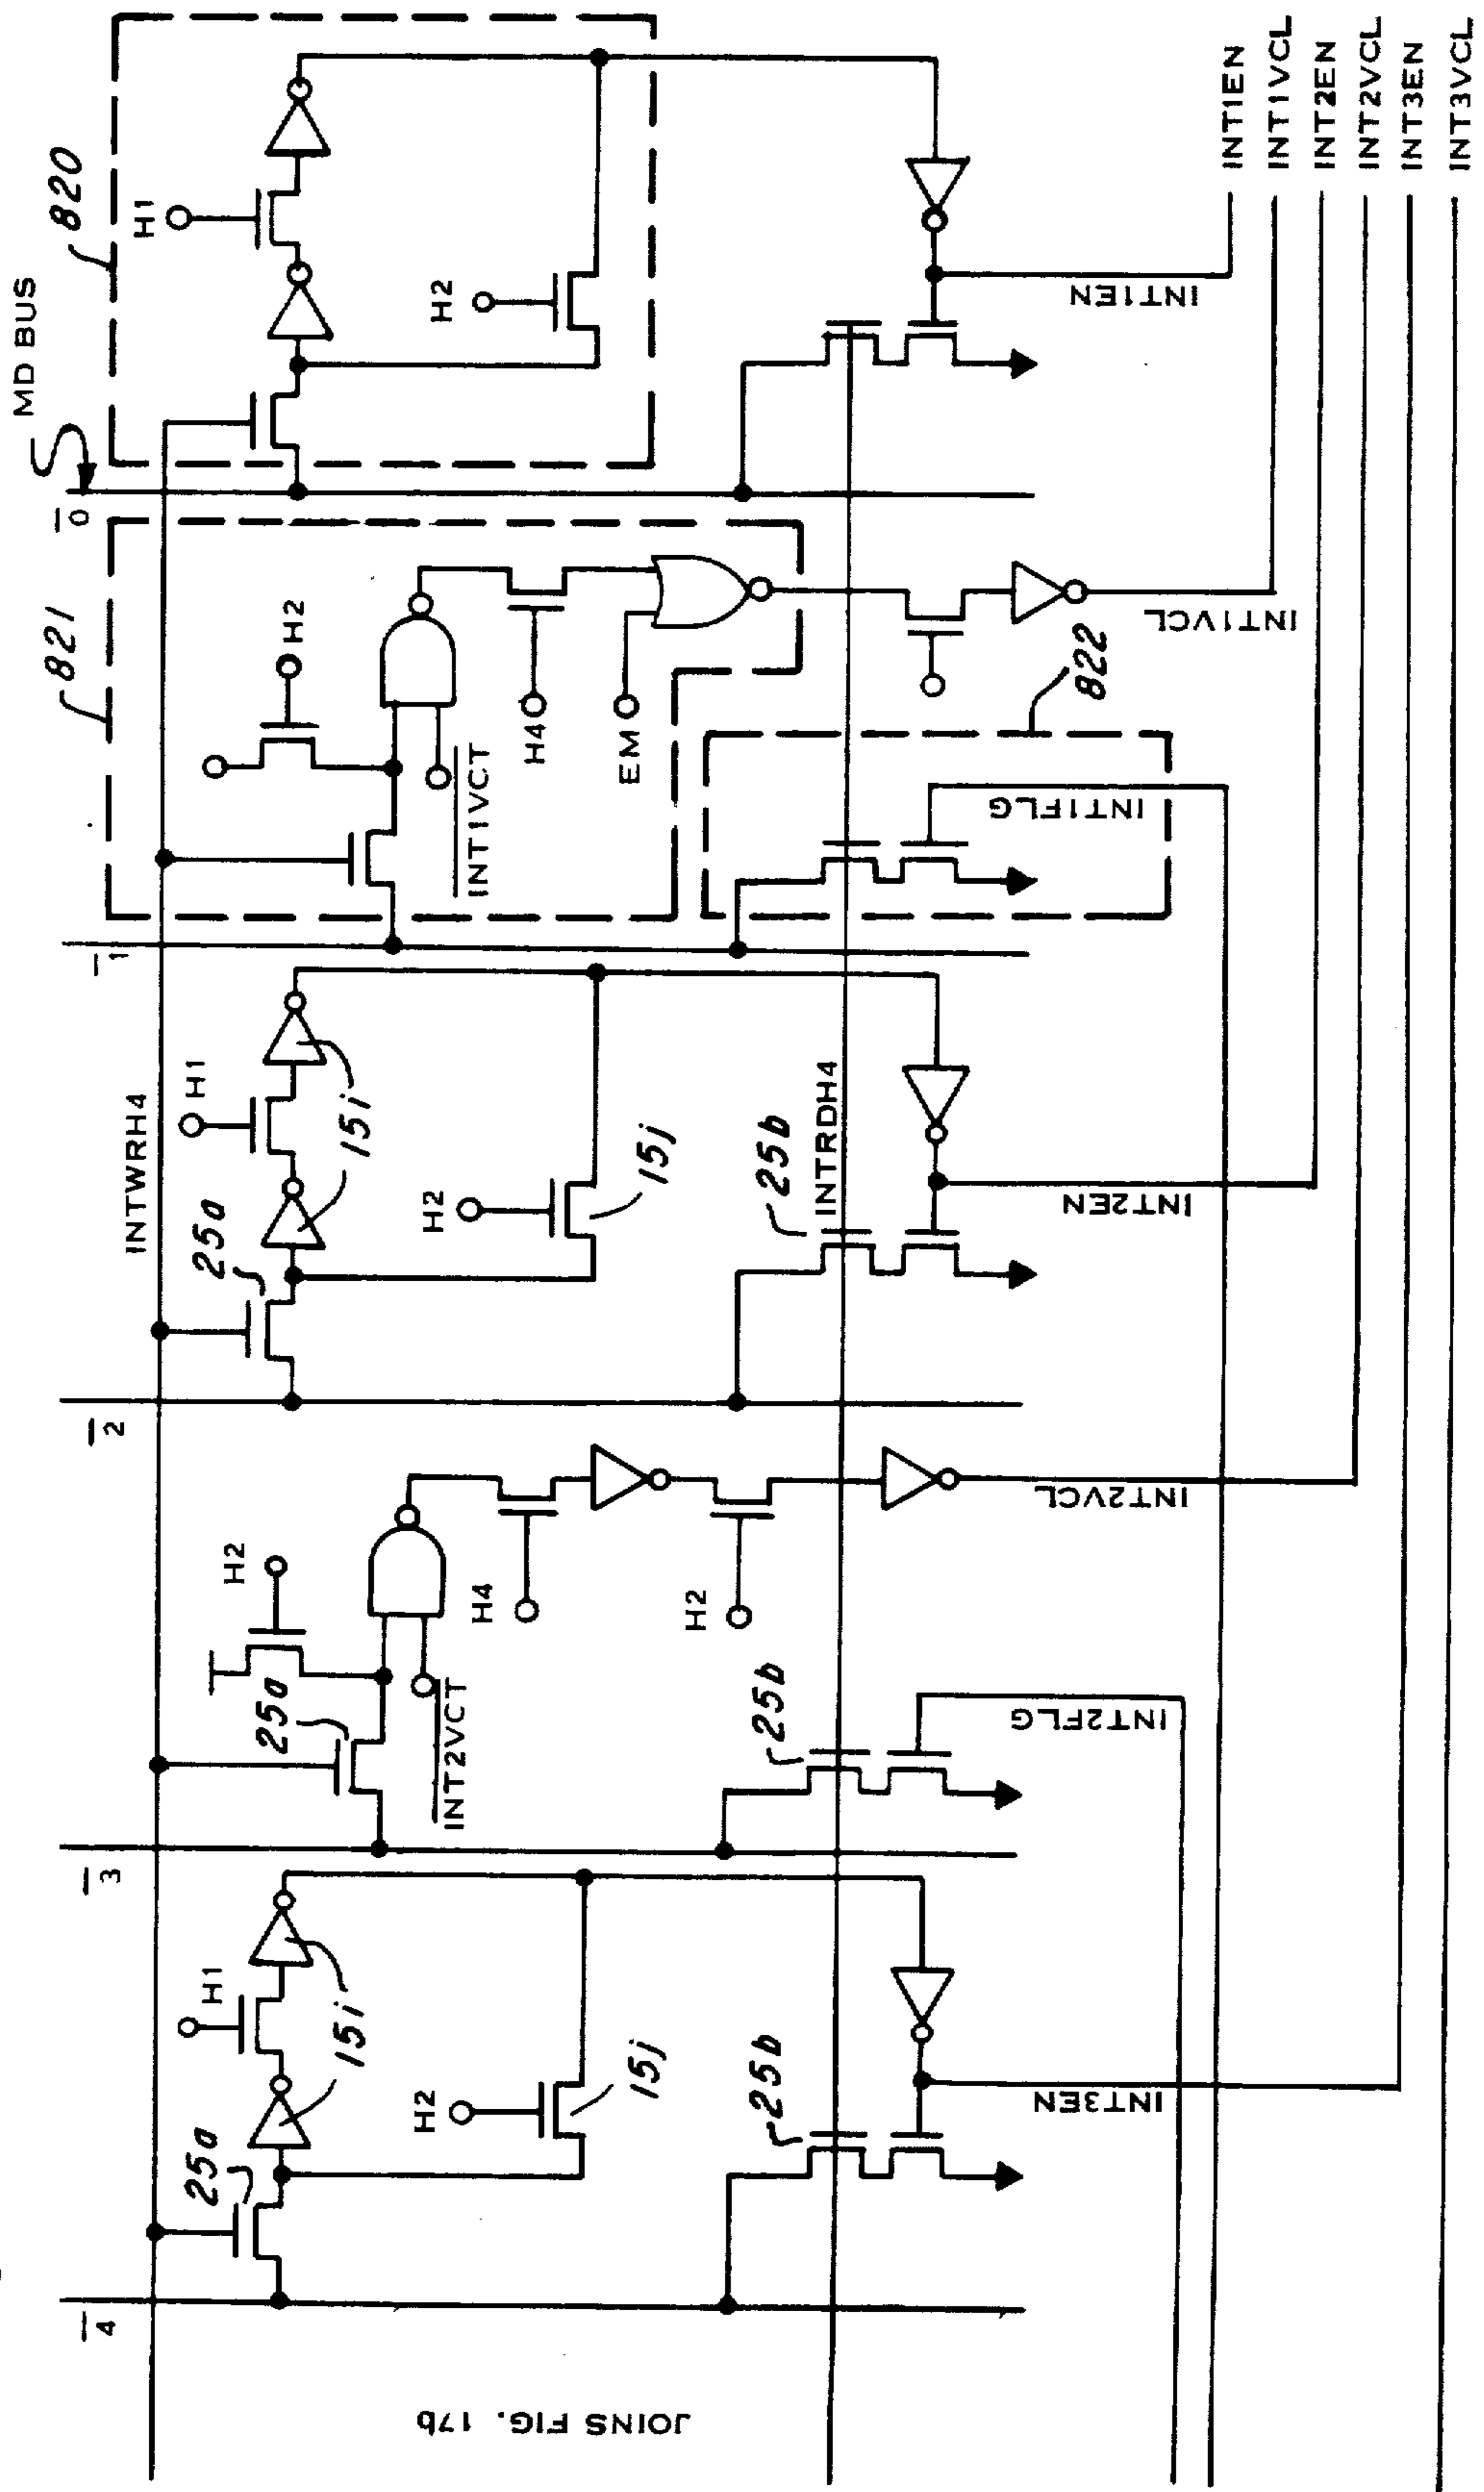 MD BUS
820
H1
H2
0
INT1EN
821
H2
INT1VCT
H4
EM
822
INT1FLG
INT1VCL
1
INTWRH4
25a
H1
15i
H2
15j
INTRDH4
25b
INT2EN
2
H2
25a
INT2VCT
H4
H2
25b
INT2FLG
INT2VCL
3
25a
H1
15i
H2
15j
25b
INT3EN
4
INT1EN
INT1VCL
INT2EN
INT2VCL
INT3EN
INT3VCL
JOINS FIG. 17b